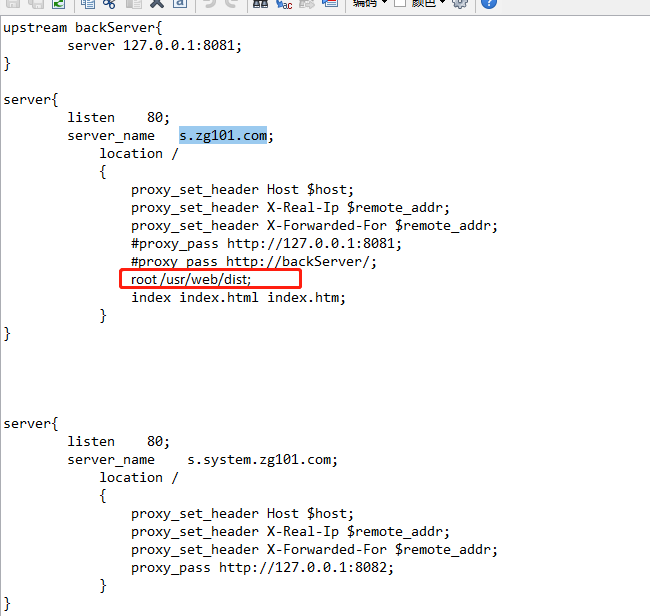 编码
颜色
upstream backServer{
server 127.0.0.1:8081;
}
server{
listen 80;
server_name s.zg101.com;
location /
{
proxy_set_header Host $host;
proxy_set_header X-Real-Ip $remote_addr;
proxy_set_header X-Forwarded-For $remote_addr;
#proxy_pass http://127.0.0.1:8081;
#proxy_pass http://backServer/;
root /usr/web/dist;
index index.html index.htm;
}
}
server{
listen 80;
server_name s.system.zg101.com;
location /
{
proxy_set_header Host $host;
proxy_set_header X-Real-Ip $remote_addr;
proxy_set_header X-Forwarded-For $remote_addr;
proxy_pass http://127.0.0.1:8082;
}
}